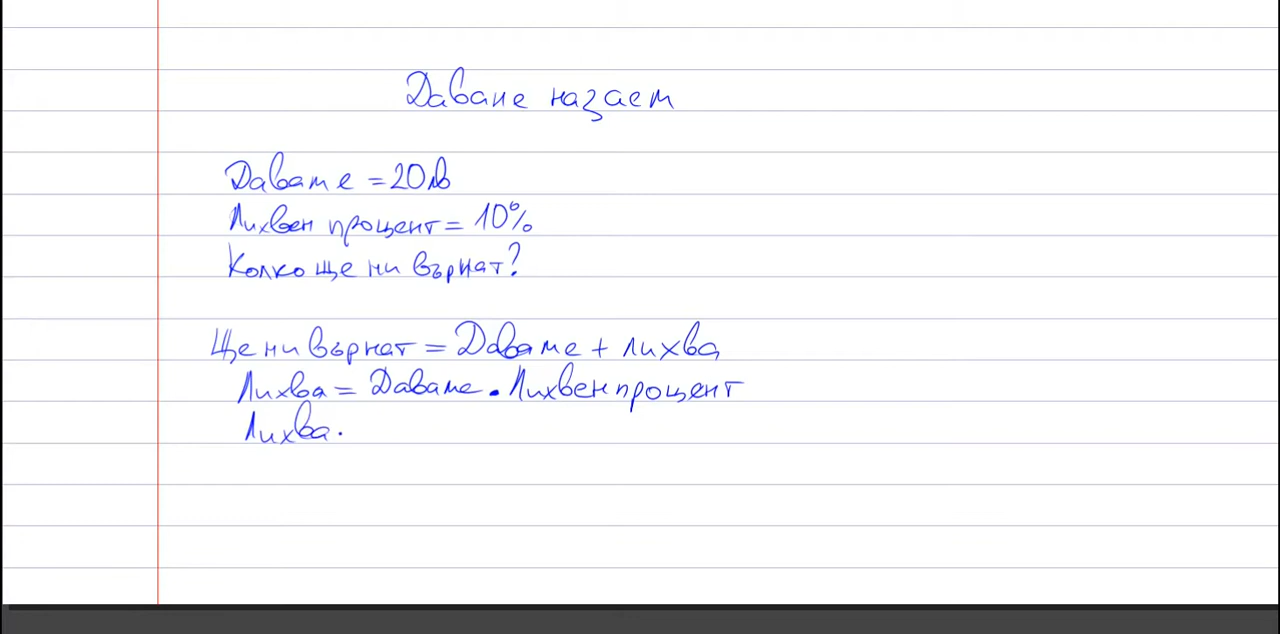 Даване назаем
Даваме = 20лв
Лихвен процент = 10%
Колко ще ни върнат?
Ще ни върнат = Даваме + лихва
Лихва = Даваме . Лихвен процент
Лихва.